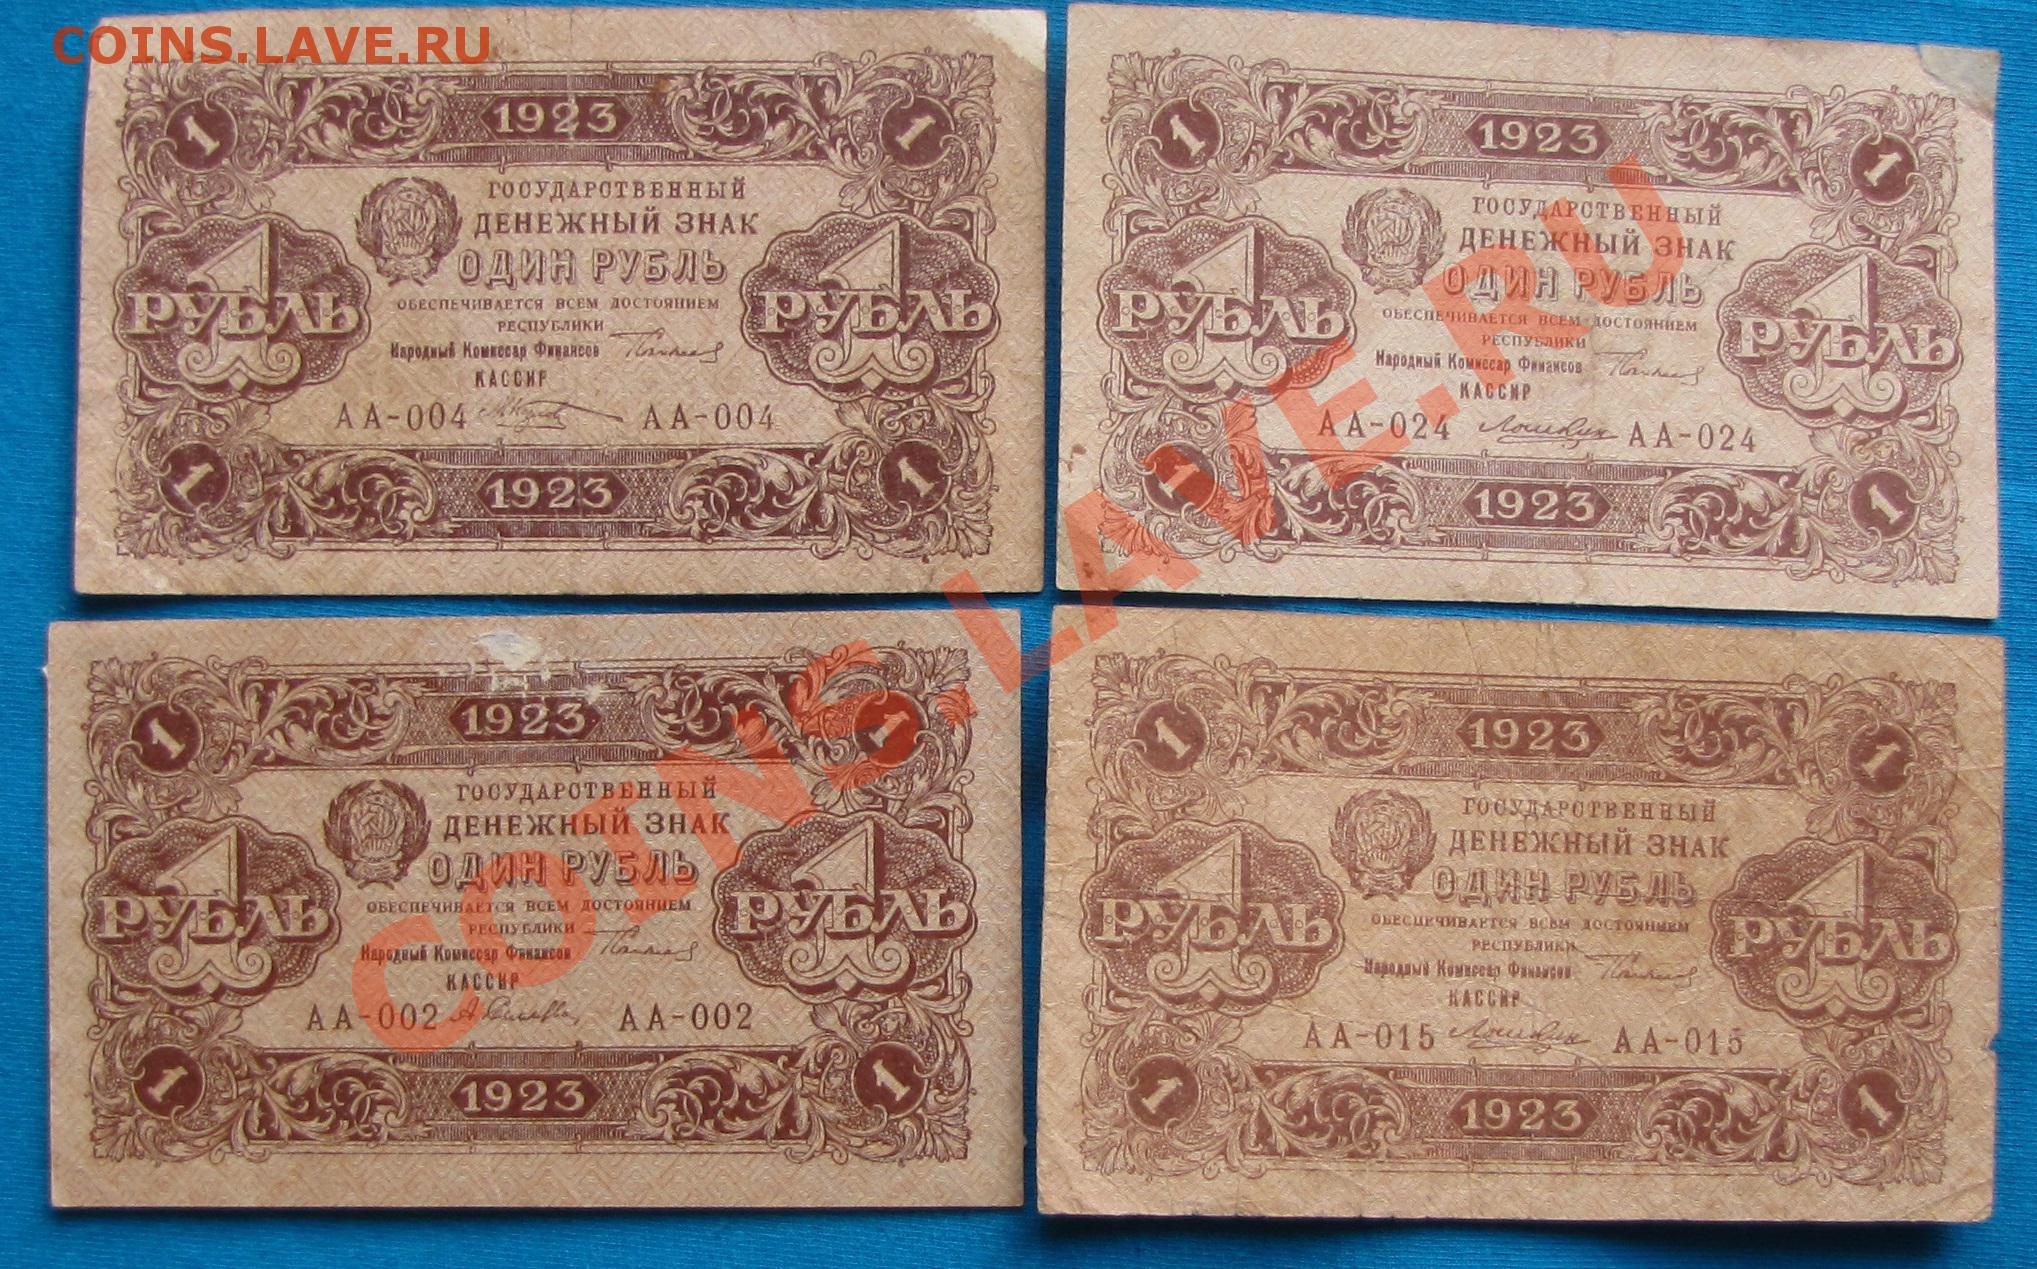 COINS.LAVE.RU
1 1923 1
ГОСУДАРСТВЕННЫЙ
ДЕНЕЖНЫЙ ЗНАК
ОДИН РУБЛЬ
1 РУБЛЬ
1 РУБЛЬ
ОБЕСПЕЧИВАЕТСЯ ВСЕМ ДОСТОЯНИЕМ
РЕСПУБЛИКИ
Народный Комиссар Финансов
КАССИР
АА-004 АА-004
1 1923 1
1 1923 1
ГОСУДАРСТВЕННЫЙ
ДЕНЕЖНЫЙ ЗНАК
ОДИН РУБЛЬ
1 РУБЛЬ
1 РУБЛЬ
ОБЕСПЕЧИВАЕТСЯ ВСЕМ ДОСТОЯНИЕМ
РЕСПУБЛИКИ
Народный Комиссар Финансов
КАССИР
АА-024 АА-024
1 1923 1
1 1923 1
ГОСУДАРСТВЕННЫЙ
ДЕНЕЖНЫЙ ЗНАК
ОДИН РУБЛЬ
1 РУБЛЬ
1 РУБЛЬ
ОБЕСПЕЧИВАЕТСЯ ВСЕМ ДОСТОЯНИЕМ
РЕСПУБЛИКИ
Народный Комиссар Финансов
КАССИР
АА-002 АА-002
1 1923 1
1 1923 1
ГОСУДАРСТВЕННЫЙ
ДЕНЕЖНЫЙ ЗНАК
ОДИН РУБЛЬ
1 РУБЛЬ
1 РУБЛЬ
ОБЕСПЕЧИВАЕТСЯ ВСЕМ ДОСТОЯНИЕМ
РЕСПУБЛИКИ
Народный Комиссар Финансов
КАССИР
АА-015 АА-015
1 1923 1
COINS.LAVE.RU